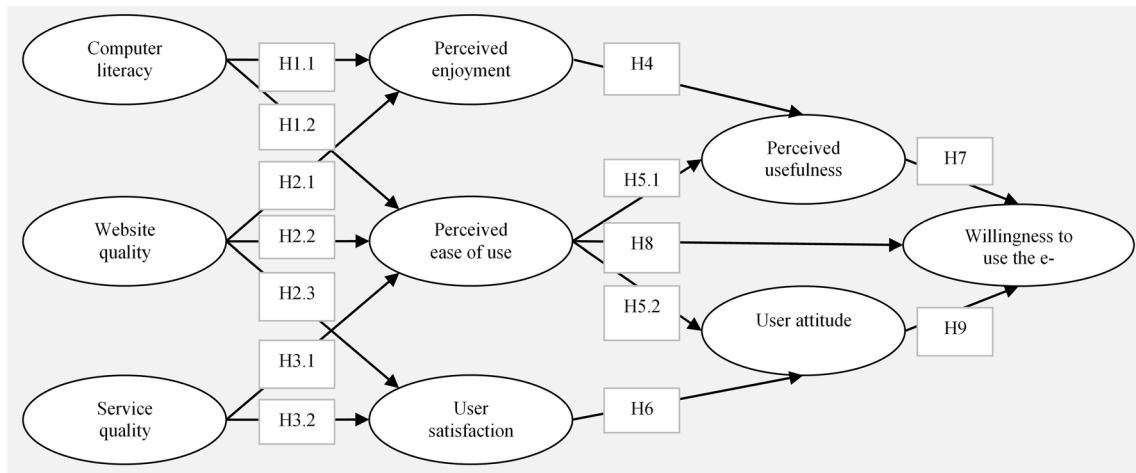 Computer
literacy
H1.1
Perceived
enjoyment
H4
H1.2
Perceived
usefulness
H7
H2.1
H5.1
Website
quality
H2.2
Perceived
ease of use
H8
Willingness to
use the e-
H2.3
H5.2
User attitude
H9
H3.1
Service
quality
H3.2
User
satisfaction
H6